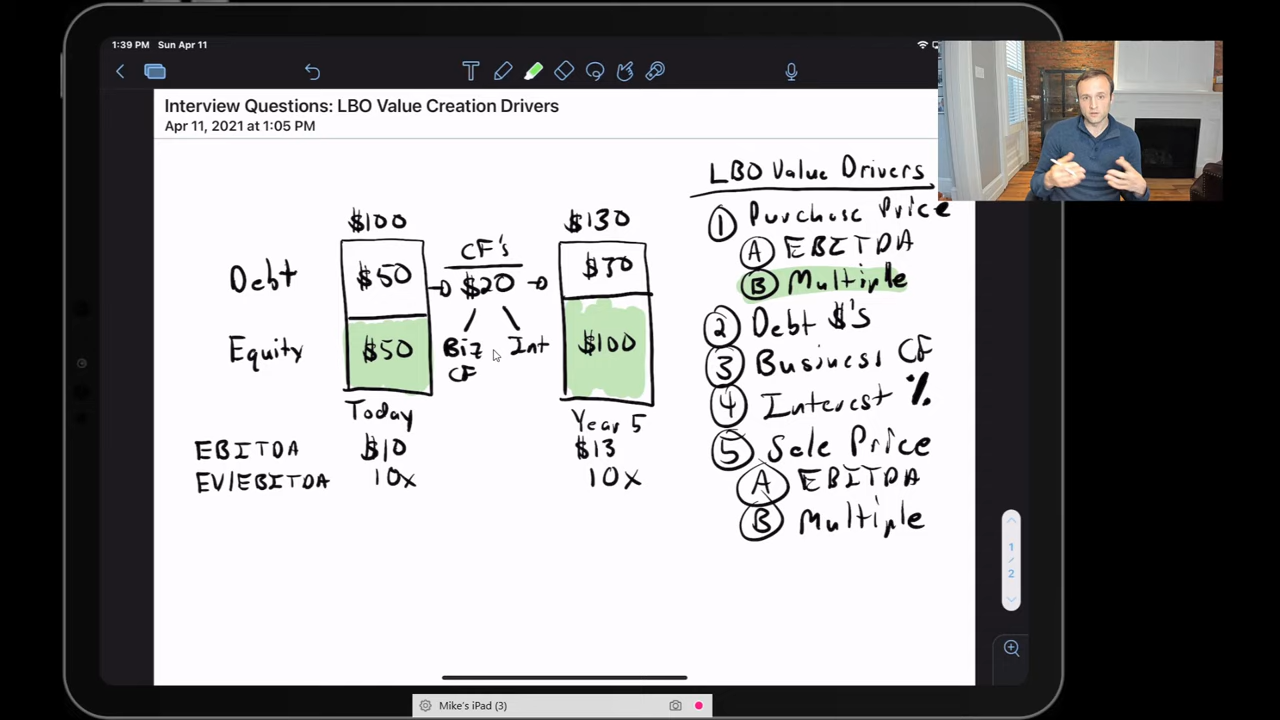 1:39 PM Sun Apr 11
Interview Questions: LBO Value Creation Drivers
Apr 11, 2021 at 1:05 PM
LBO Value Drivers
① Purchase Price
Ⓐ EBITDA
Ⓑ Multiple
② Debt $'s
③ Business CF
④ Interest %
⑤ Sale Price
Ⓐ EBITDA
Ⓑ Multiple
$100
$130
CF's
Debt
$50
$20
$30
Equity
$50
Biz
CF
Int
$100
Today
Year 5
EBITDA $10 $13
EV/EBITDA 10x 10x
1
/
2
Mike's iPad (3)